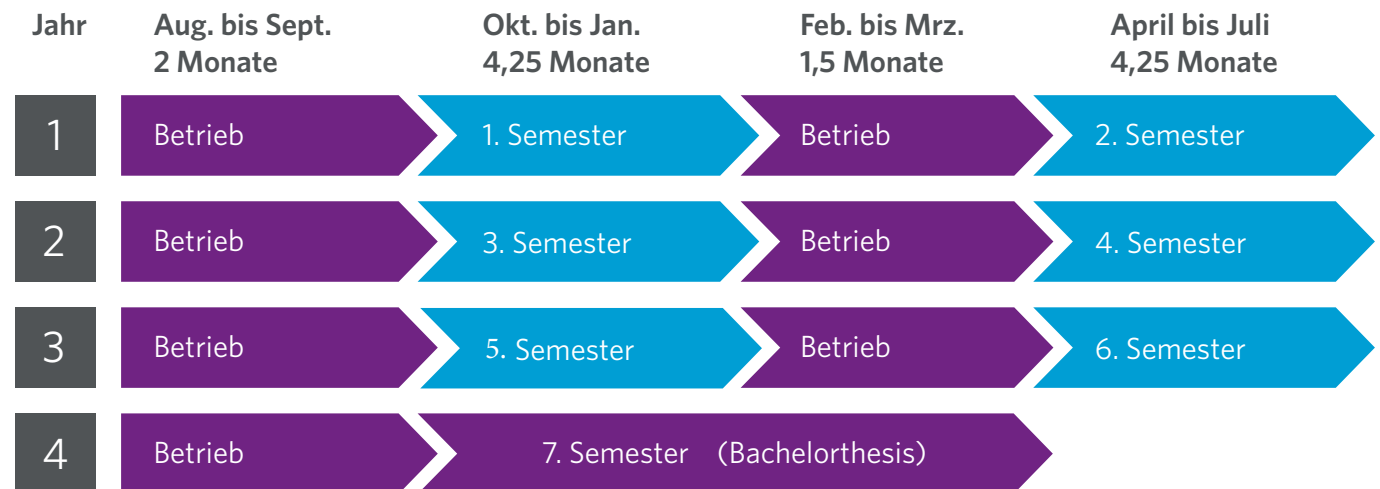 Jahr
Aug. bis Sept.
2 Monate
Okt. bis Jan.
4,25 Monate
Feb. bis Mrz.
1,5 Monate
April bis Juli
4,25 Monate
1
Betrieb
1. Semester
Betrieb
2. Semester
2
Betrieb
3. Semester
Betrieb
4. Semester
3
Betrieb
5. Semester
Betrieb
6. Semester
4
Betrieb
7. Semester (Bachelorthesis)